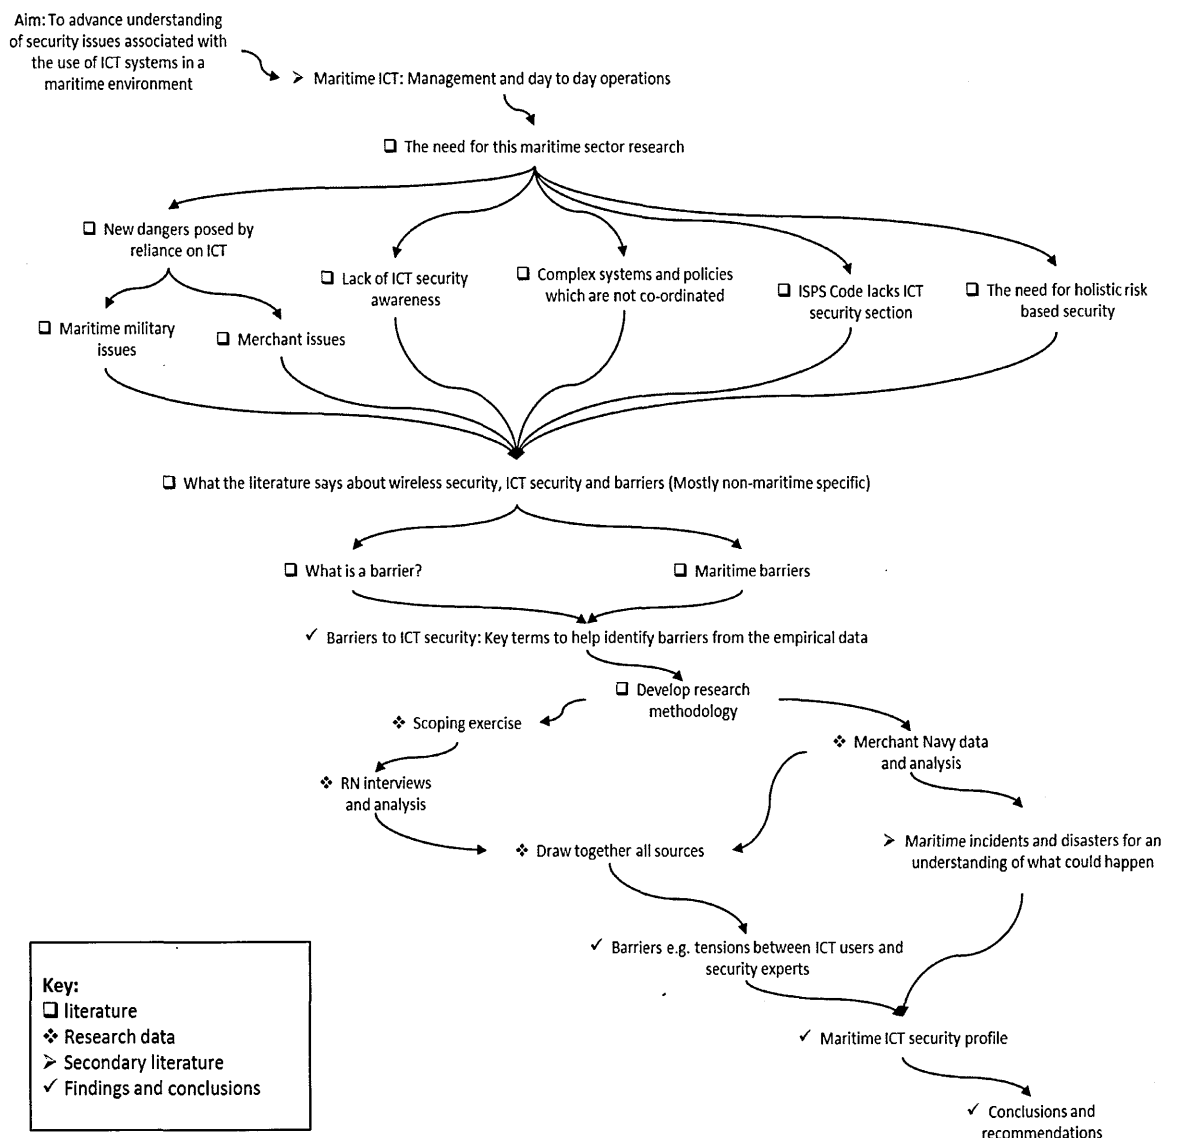 Aim: To advance understanding
of security issues associated with
the use of ICT systems in a
maritime environment
➢ Maritime ICT: Management and day to day operations
❑ The need for this maritime sector research
❑ New dangers posed by
reliance on ICT
❑ Lack of ICT security
awareness
❑ Complex systems and policies
which are not co-ordinated
❑ ISPS Code lacks ICT
security section
❑ The need for holistic risk
based security
❑ Maritime military
issues
❑ Merchant issues
❑ What the literature says about wireless security, ICT security and barriers (Mostly non-maritime specific)
❑ What is a barrier?
❑ Maritime barriers
✓ Barriers to ICT security: Key terms to help identify barriers from the empirical data
❑ Develop research
methodology
❖ Scoping exercise
❖ Merchant Navy data
and analysis
❖ RN interviews
and analysis
❖ Draw together all sources
➢ Maritime incidents and disasters for an
understanding of what could happen
✓ Barriers e.g. tensions between ICT users and
security experts
✓ Maritime ICT security profile
✓ Conclusions and
recommendations
Key:
❑ literature
❖ Research data
➢ Secondary literature
✓ Findings and conclusions